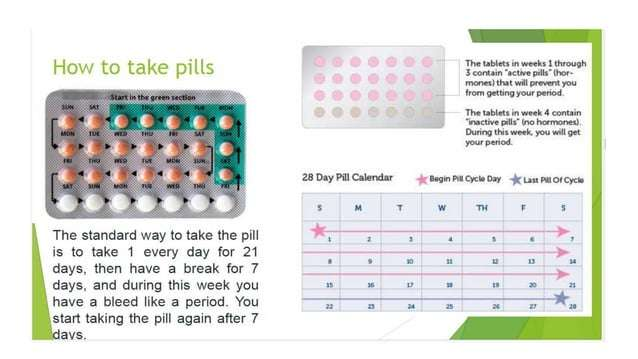 How to take pills
Start in the green section
SUN SAT FRI THU WED TUE MON
MON TUE WED THU FRI SAT SUN
FRI THU WED TUE MON SUN SAT
SAT SUN MON TUE WED THU FRI
The standard way to take the pill
is to take 1 every day for 21
days, then have a break for 7
days, and during this week you
have a bleed like a period. You
start taking the pill again after 7
days.
The tablets in weeks 1 through
3 contain "active pills" (hor-
mones) that will prevent you
from getting your period.
The tablets in week 4 contain
"inactive pills" (no hormones).
During this week, you will get
your period.
28 Day Pill Calendar Begin Pill Cycle Day Last Pill Of Cycle
S M T W TH F S
1 2 3 4 5 6 7
8 9 10 11 12 13 14
15 16 17 18 19 20 21
22 23 24 25 26 27 28